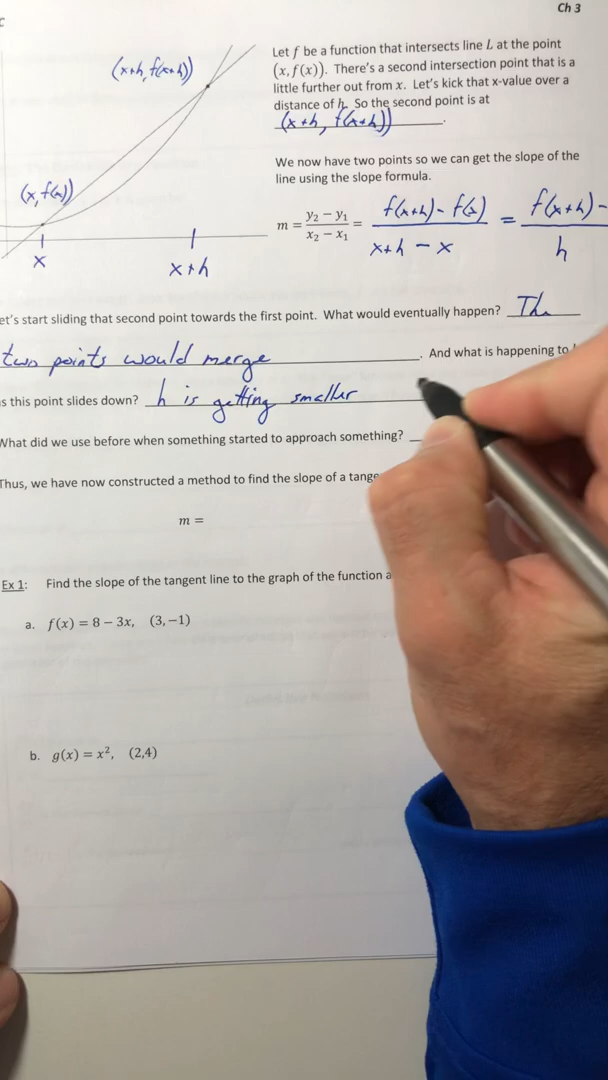 Ch 3
Let f be a function that intersects line L at the point
(x, f(x)). There's a second intersection point that is a
little further out from x. Let's kick that x-value over a
distance of h. So the second point is at
(x+h, f(x+h)).
(x+h, f(x+h))
(x, f(x))
x
x+h
We now have two points so we can get the slope of the
line using the slope formula.
m = (y₂ − y₁)/(x₂ − x₁) = (f(x+h) − f(x))/(x+h − x) = (f(x+h) −)/h
et's start sliding that second point towards the first point. What would eventually happen? Th
two points would merge. And what is happening to
s this point slides down? h is getting smaller
What did we use before when something started to approach something?
Thus, we have now constructed a method to find the slope of a
m =
Ex 1: Find the slope of the tangent line to the graph of the function
a. f(x) = 8 − 3x, (3, −1)
b. g(x) = x², (2,4)